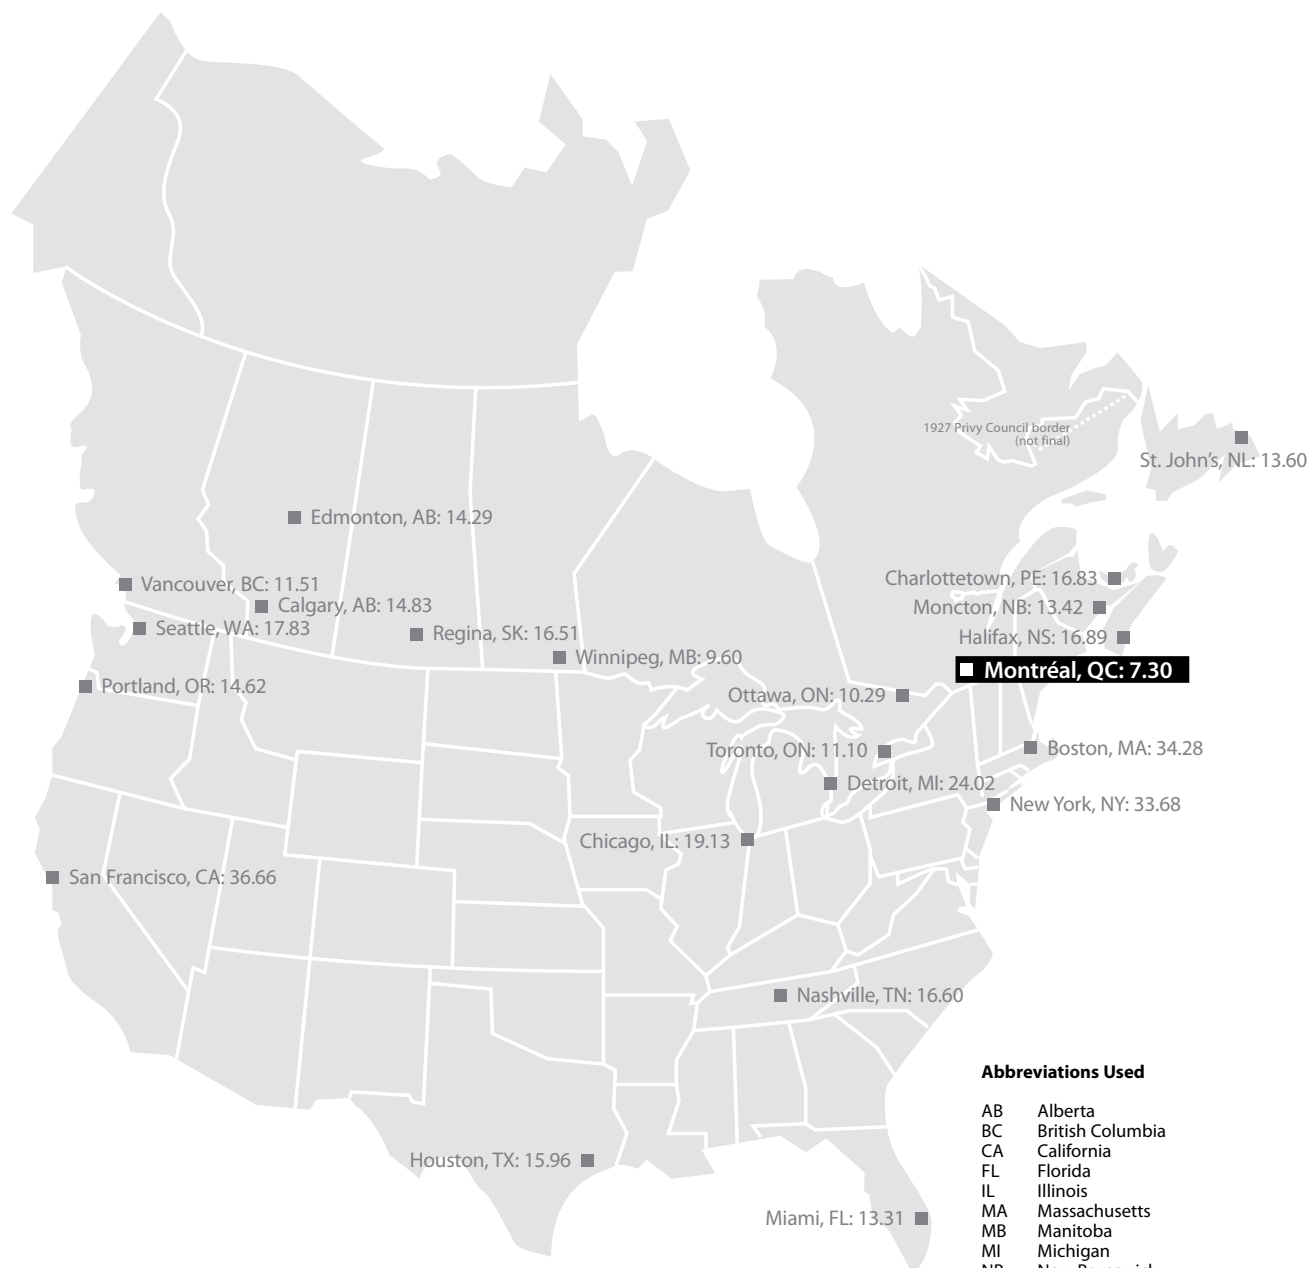 1927 Privy Council border
(not final)
St. John's, NL: 13.60
Edmonton, AB: 14.29
Vancouver, BC: 11.51
Charlottetown, PE: 16.83
Calgary, AB: 14.83
Moncton, NB: 13.42
Seattle, WA: 17.83
Regina, SK: 16.51
Halifax, NS: 16.89
Winnipeg, MB: 9.60
Montréal, QC: 7.30
Portland, OR: 14.62
Ottawa, ON: 10.29
Toronto, ON: 11.10
Boston, MA: 34.28
Detroit, MI: 24.02
New York, NY: 33.68
Chicago, IL: 19.13
San Francisco, CA: 36.66
Nashville, TN: 16.60
Houston, TX: 15.96
Miami, FL: 13.31
Abbreviations Used
AB Alberta
BC British Columbia
CA California
FL Florida
IL Illinois
MA Massachusetts
MB Manitoba
MI Michigan